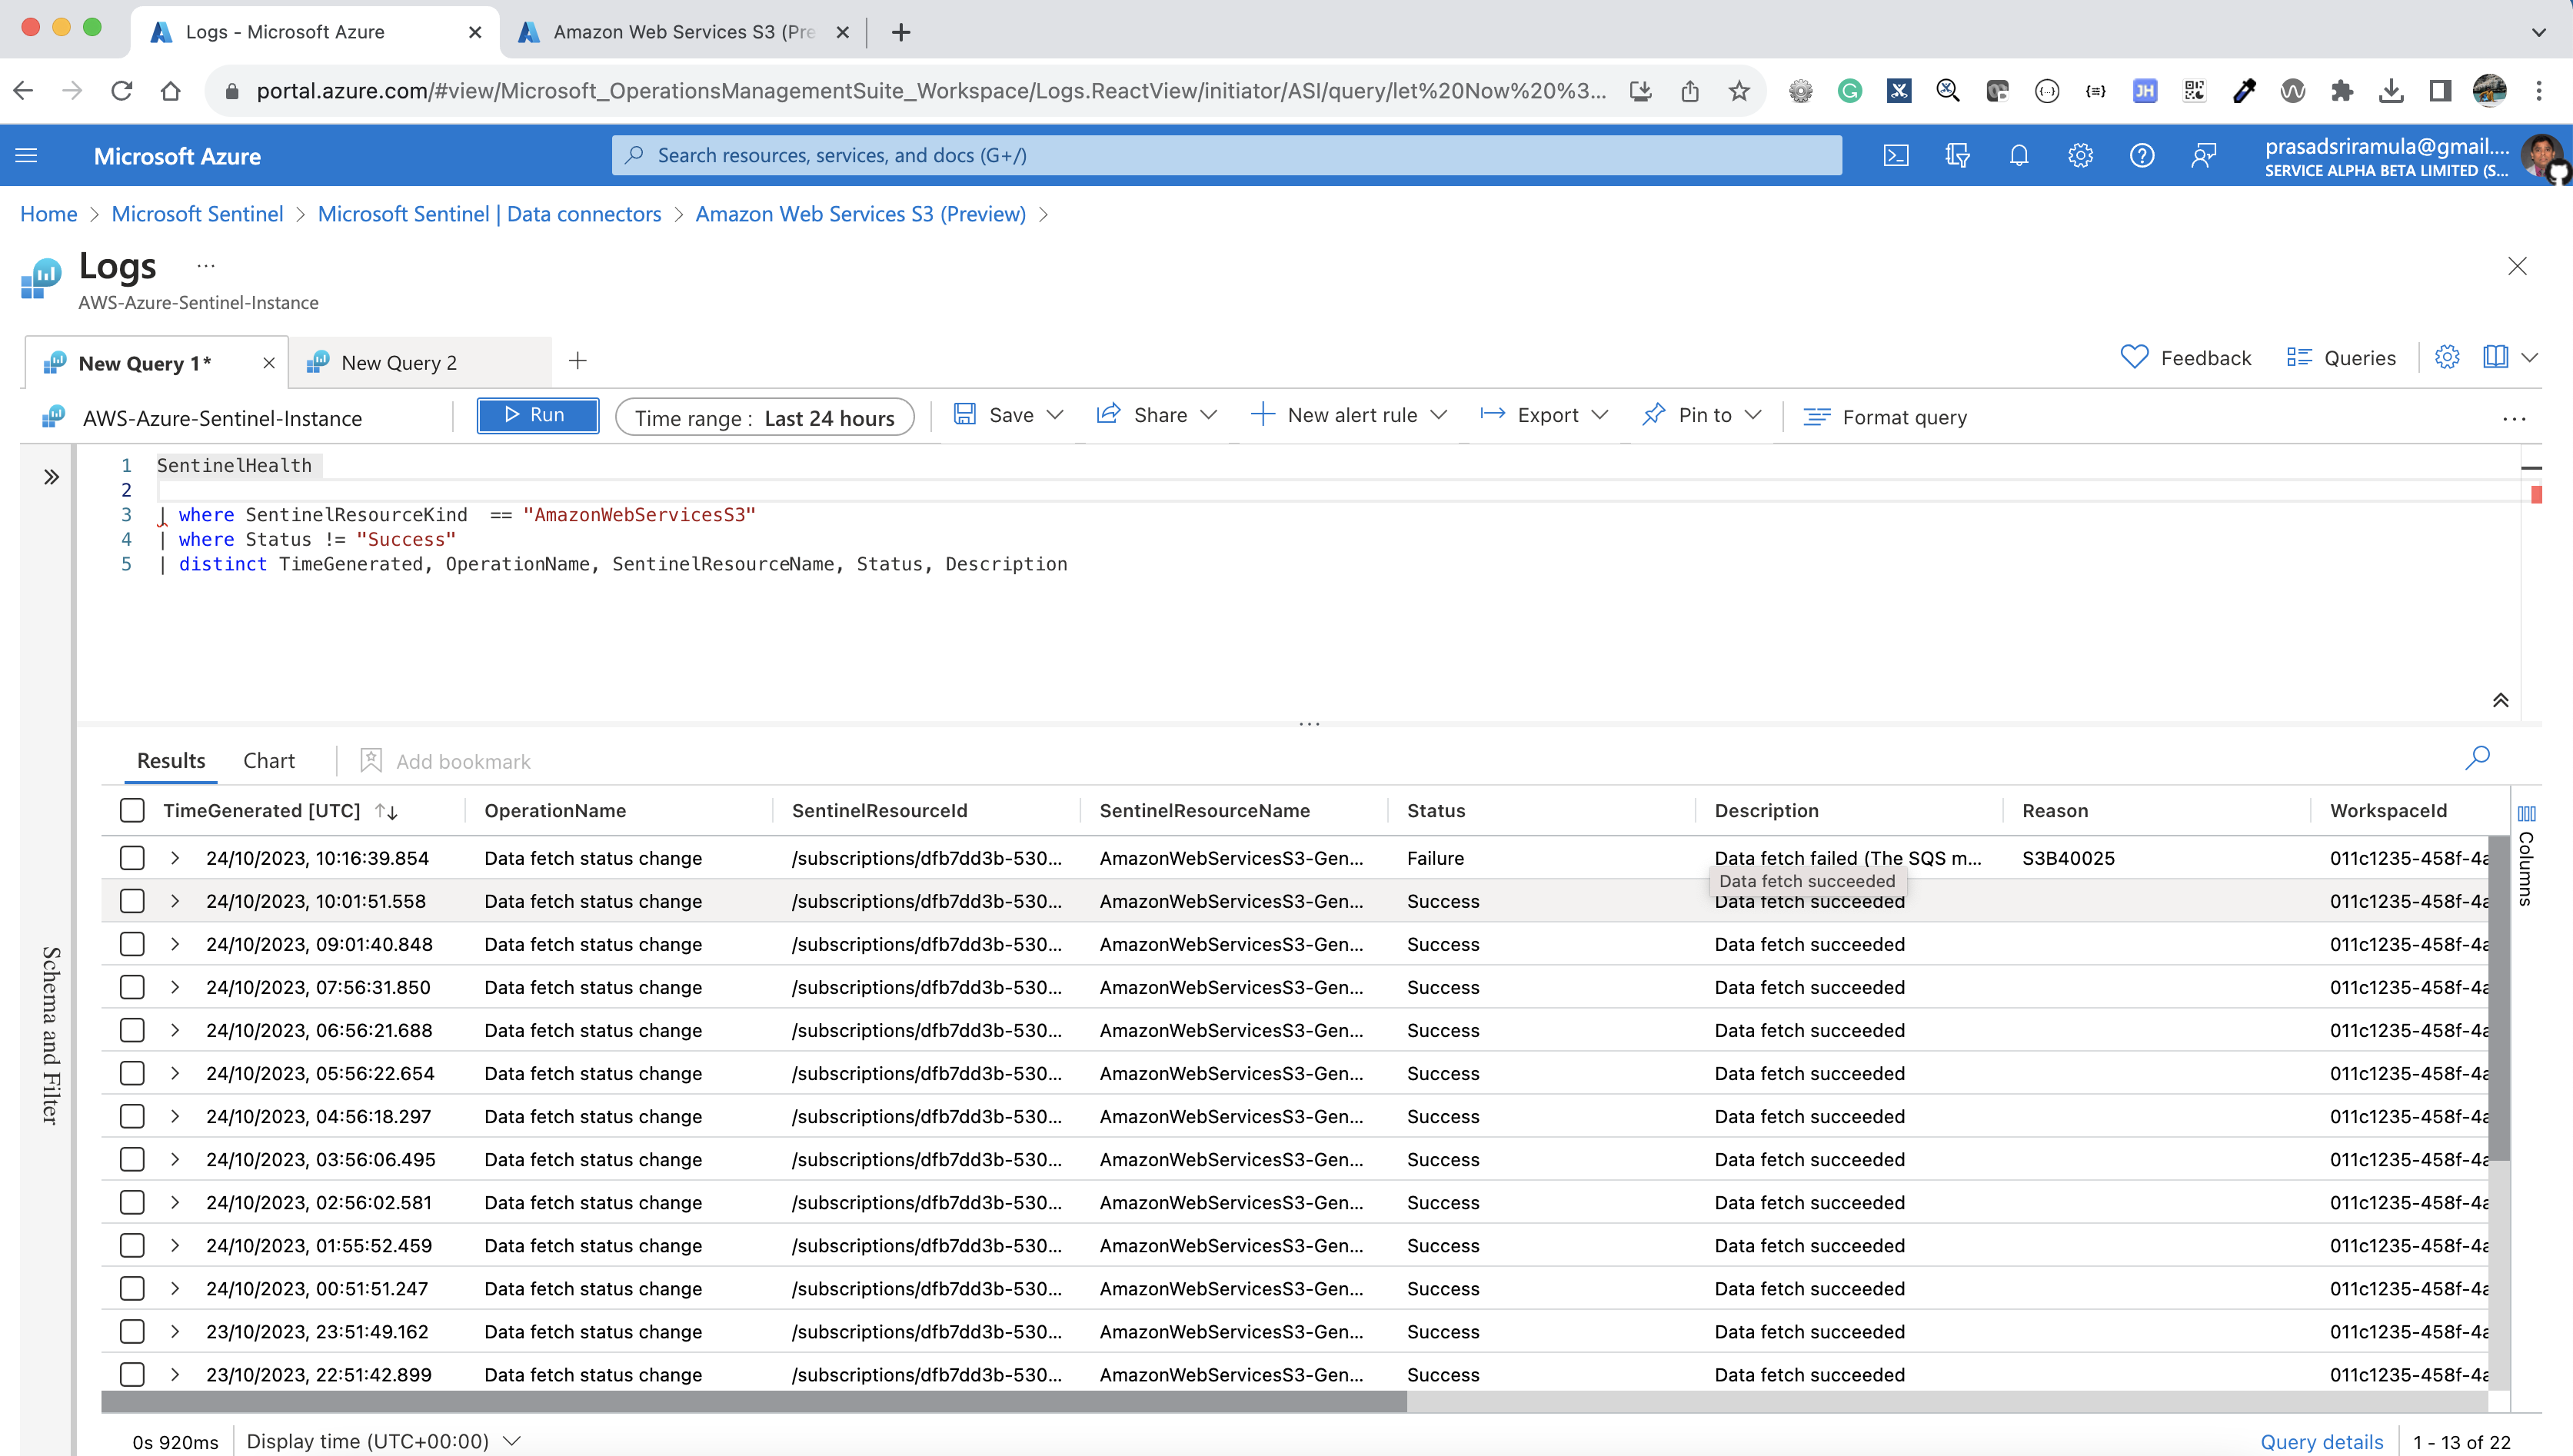 Logs - Microsoft Azure
Amazon Web Services S3 (Pre
portal.azure.com/#view/Microsoft_OperationsManagementSuite_Workspace/Logs.ReactView/initiator/ASI/query/let%20Now%20%3...
JH
Microsoft Azure
Search resources, services, and docs (G+/)
prasadsriramula@gmail....
SERVICE ALPHA BETA LIMITED (S...
Home > Microsoft Sentinel > Microsoft Sentinel | Data connectors > Amazon Web Services S3 (Preview) >
Logs ...
AWS-Azure-Sentinel-Instance
New Query 1*
New Query 2
Feedback
Queries
AWS-Azure-Sentinel-Instance
Run
Time range : Last 24 hours
Save
Share
New alert rule
Export
Pin to
Format query
1 SentinelHealth
2
3 | where SentinelResourceKind  == "AmazonWebServicesS3"
4 | where Status != "Success"
5 | distinct TimeGenerated, OperationName, SentinelResourceName, Status, Description
Schema and Filter
Results
Chart
Add bookmark
TimeGenerated [UTC] OperationName SentinelResourceId SentinelResourceName Status Description Reason WorkspaceId
Columns
24/10/2023, 10:16:39.854 Data fetch status change /subscriptions/dfb7dd3b-530... AmazonWebServicesS3-Gen... Failure Data fetch failed (The SQS m... S3B40025 011c1235-458f-4a
Data fetch succeeded
24/10/2023, 10:01:51.558 Data fetch status change /subscriptions/dfb7dd3b-530... AmazonWebServicesS3-Gen... Success Data fetch succeeded 011c1235-458f-4a
24/10/2023, 09:01:40.848 Data fetch status change /subscriptions/dfb7dd3b-530... AmazonWebServicesS3-Gen... Success Data fetch succeeded 011c1235-458f-4a
24/10/2023, 07:56:31.850 Data fetch status change /subscriptions/dfb7dd3b-530... AmazonWebServicesS3-Gen... Success Data fetch succeeded 011c1235-458f-4a
24/10/2023, 06:56:21.688 Data fetch status change /subscriptions/dfb7dd3b-530... AmazonWebServicesS3-Gen... Success Data fetch succeeded 011c1235-458f-4a
24/10/2023, 05:56:22.654 Data fetch status change /subscriptions/dfb7dd3b-530... AmazonWebServicesS3-Gen... Success Data fetch succeeded 011c1235-458f-4a
24/10/2023, 04:56:18.297 Data fetch status change /subscriptions/dfb7dd3b-530... AmazonWebServicesS3-Gen... Success Data fetch succeeded 011c1235-458f-4a
24/10/2023, 03:56:06.495 Data fetch status change /subscriptions/dfb7dd3b-530... AmazonWebServicesS3-Gen... Success Data fetch succeeded 011c1235-458f-4a
24/10/2023, 02:56:02.581 Data fetch status change /subscriptions/dfb7dd3b-530... AmazonWebServicesS3-Gen... Success Data fetch succeeded 011c1235-458f-4a
24/10/2023, 01:55:52.459 Data fetch status change /subscriptions/dfb7dd3b-530... AmazonWebServicesS3-Gen... Success Data fetch succeeded 011c1235-458f-4a
24/10/2023, 00:51:51.247 Data fetch status change /subscriptions/dfb7dd3b-530... AmazonWebServicesS3-Gen... Success Data fetch succeeded 011c1235-458f-4a
23/10/2023, 23:51:49.162 Data fetch status change /subscriptions/dfb7dd3b-530... AmazonWebServicesS3-Gen... Success Data fetch succeeded 011c1235-458f-4a
23/10/2023, 22:51:42.899 Data fetch status change /subscriptions/dfb7dd3b-530... AmazonWebServicesS3-Gen... Success Data fetch succeeded 011c1235-458f-4a
0s 920ms Display time (UTC+00:00) Query details 1 - 13 of 22